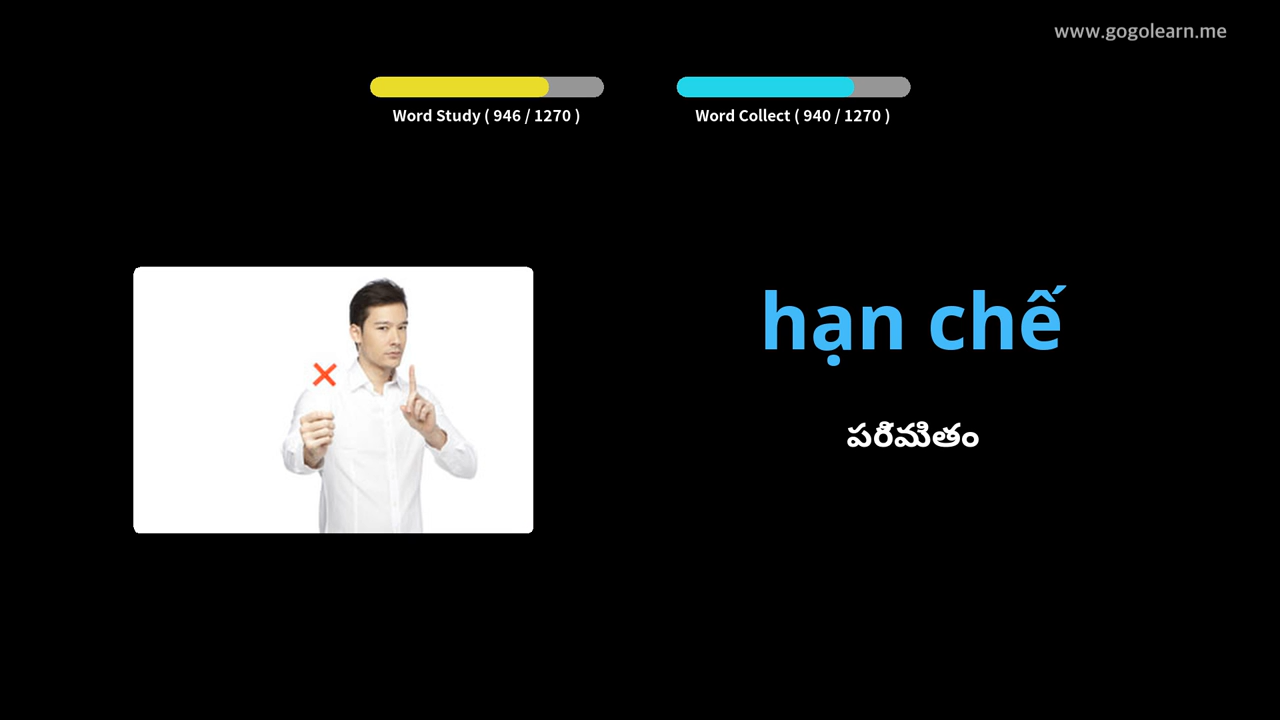 www.gogolearn.me
Word Study ( 946 / 1270 )
Word Collect ( 940 / 1270 )
hạn chế
పరిమితం